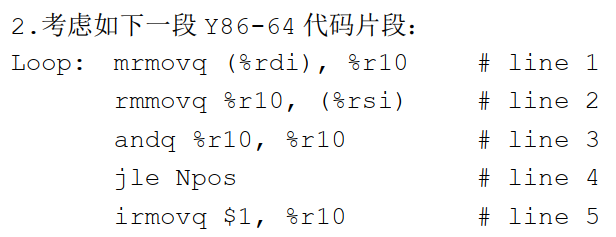 2.考虑如下一段 Y86-64 代码片段：
Loop: mrmovq (%rdi), %r10 # line 1
rmmovq %r10, (%rsi) # line 2
andq %r10, %r10 # line 3
jle Npos # line 4
irmovq $1, %r10 # line 5